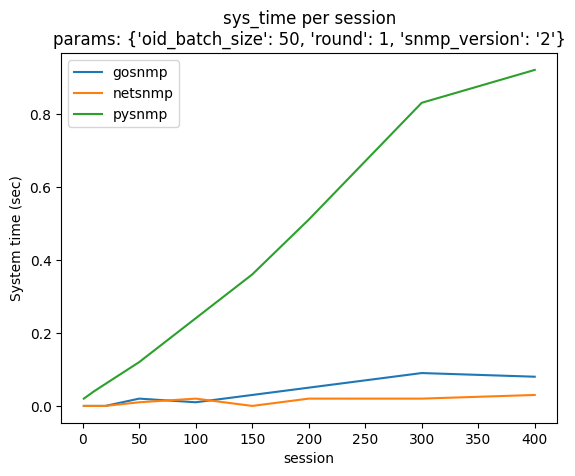 sys_time per session
params: {'oid_batch_size': 50, 'round': 1, 'snmp_version': '2'}
gosnmp
netsnmp
pysnmp
System time (sec)
0.8
0.6
0.4
0.2
0.0
0 50 100 150 200 250 300 350 400
session